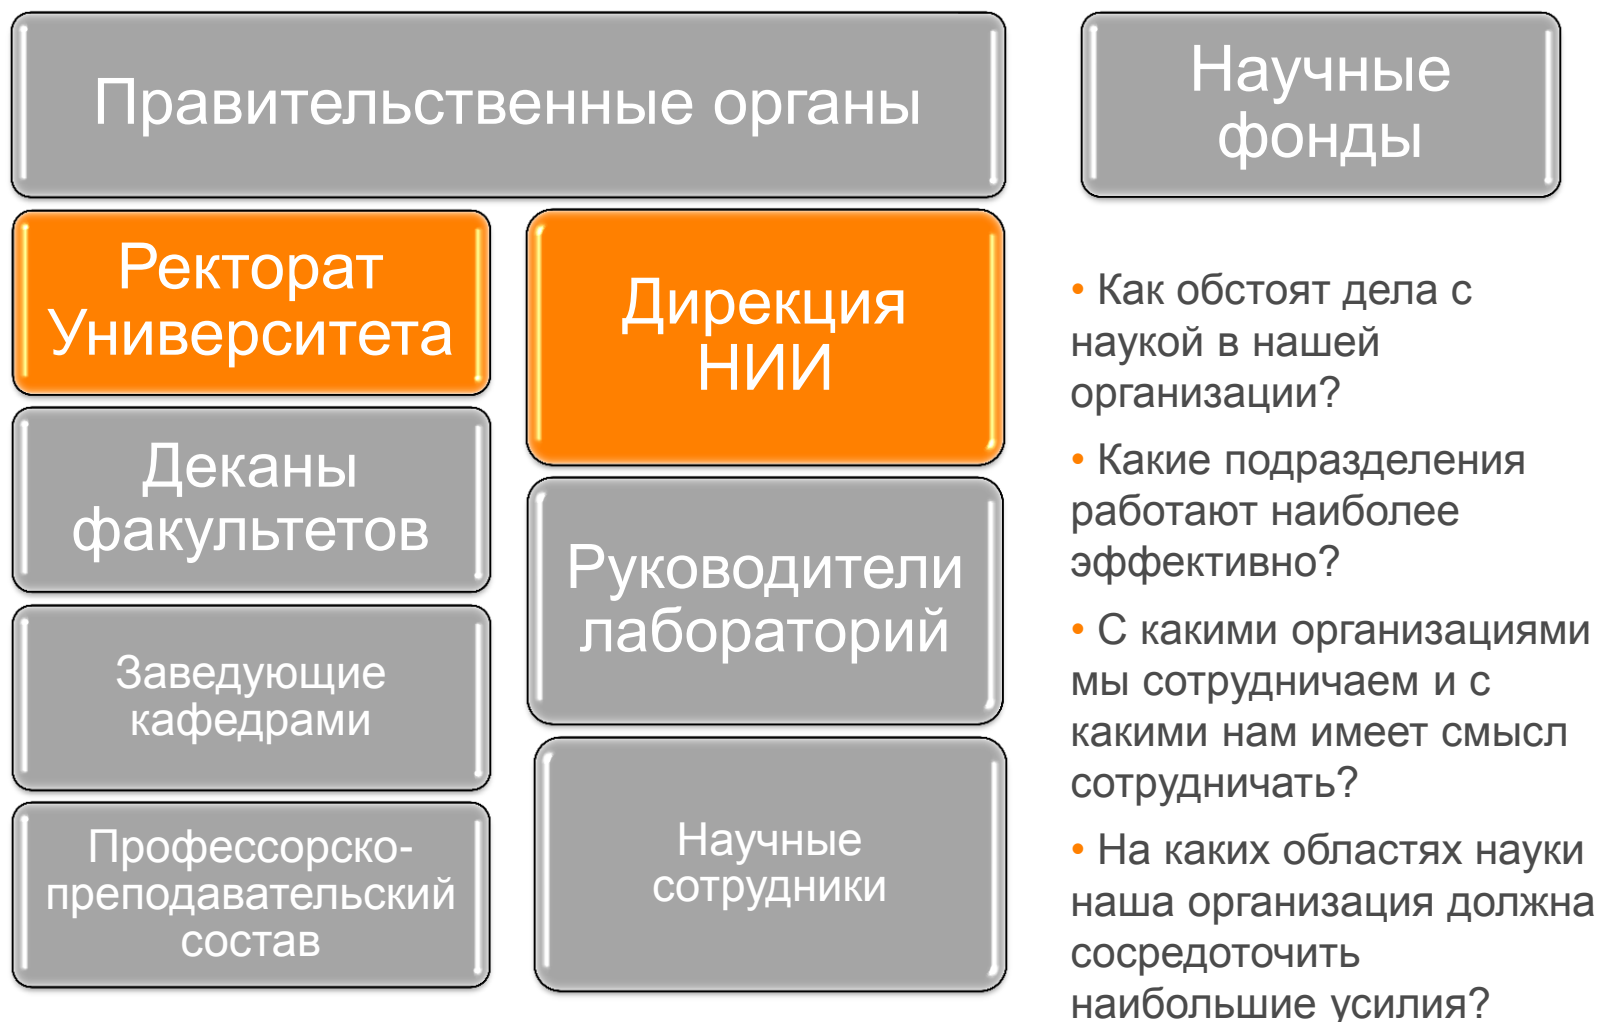 Правительственные органы
Научные
фонды
Ректорат
Университета
Дирекция
НИИ
Деканы
факультетов
Руководители
лабораторий
Заведующие
кафедрами
Профессорско-
преподавательский
состав
Научные
сотрудники
• Как обстоят дела с
наукой в нашей
организации?
• Какие подразделения
работают наиболее
эффективно?
• С какими организациями
мы сотрудничаем и с
какими нам имеет смысл
сотрудничать?
• На каких областях науки
наша организация должна
сосредоточить
наибольшие усилия?